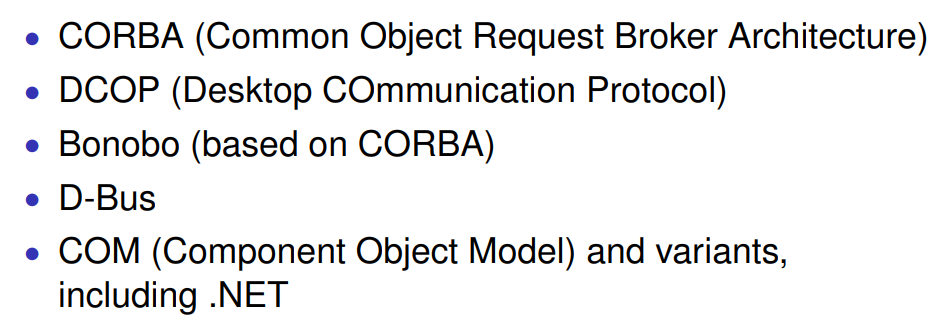 • CORBA (Common Object Request Broker Architecture)
• DCOP (Desktop COmmunication Protocol)
• Bonobo (based on CORBA)
• D-Bus
• COM (Component Object Model) and variants,
including .NET